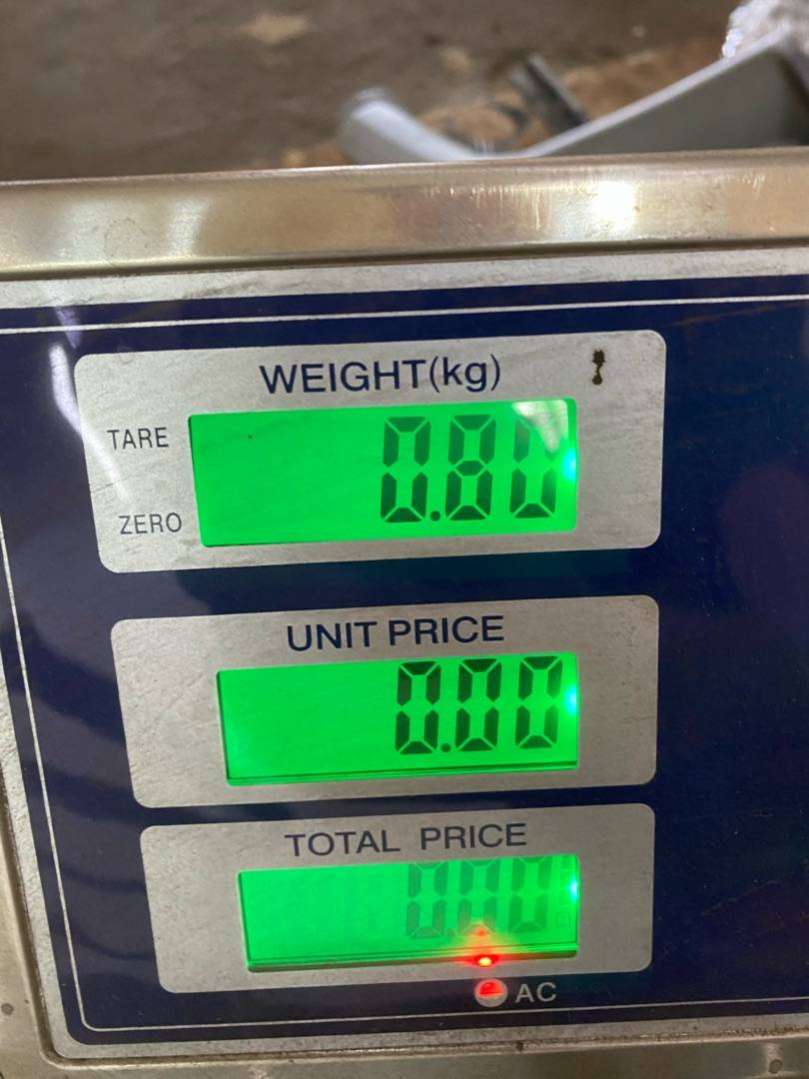 WEIGHT(kg)
TARE
0.80
ZERO
UNIT PRICE
0.00
TOTAL PRICE
0.00
AC